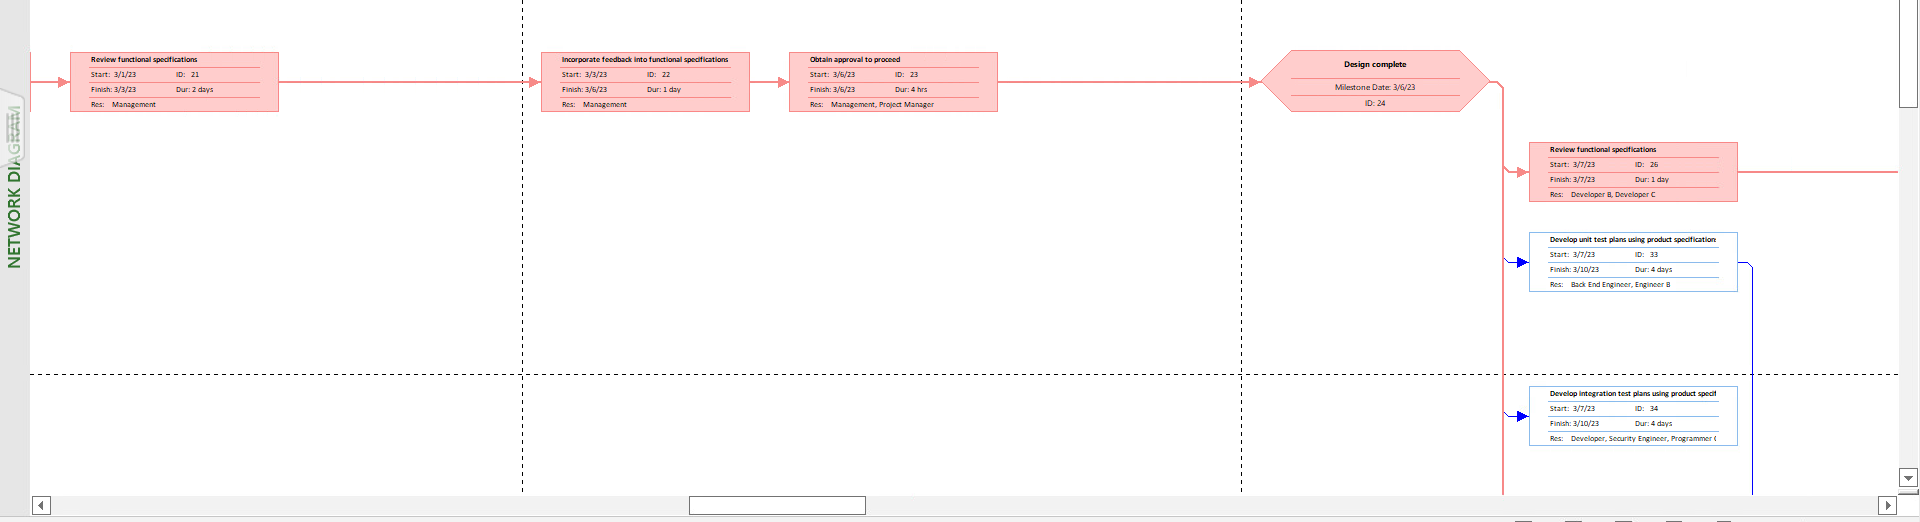 NETWORK DIAGRAM
Review functional specifications
Start: 3/1/23 ID: 21
Finish: 3/3/23 Dur: 2 days
Res: Management
Incorporate feedback into functional specifications
Start: 3/3/23 ID: 22
Finish: 3/6/23 Dur: 1 day
Res: Management
Obtain approval to proceed
Start: 3/6/23 ID: 23
Finish: 3/6/23 Dur: 4 hrs
Res: Management, Project Manager
Design complete
Milestone Date: 3/6/23
ID: 24
Review functional specifications
Start: 3/7/23 ID: 26
Finish: 3/7/23 Dur: 1 day
Res: Developer B, Developer C
Develop unit test plans using product specifications
Start: 3/7/23 ID: 33
Finish: 3/10/23 Dur: 4 days
Res: Back End Engineer, Engineer B
Develop integration test plans using product specif
Start: 3/7/23 ID: 34
Finish: 3/10/23 Dur: 4 days
Res: Developer, Security Engineer, Programmer